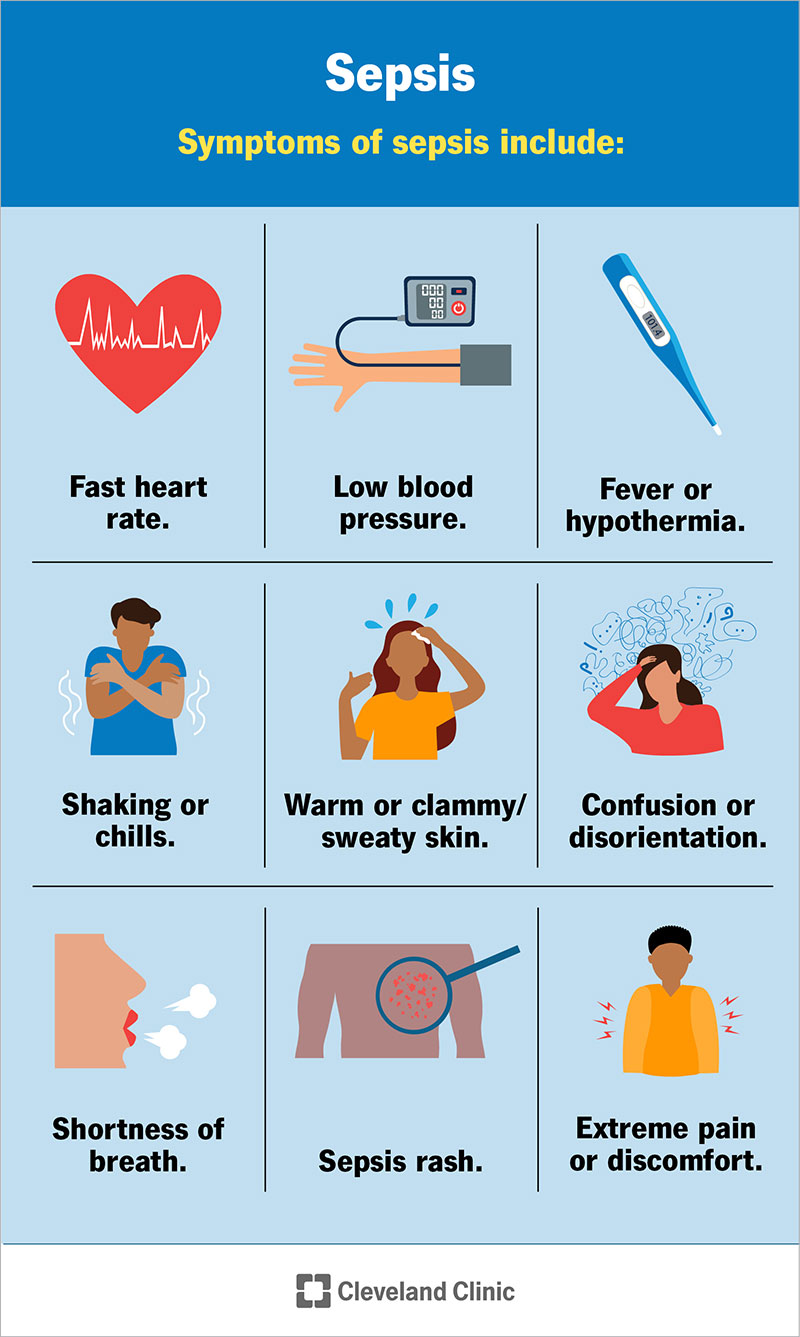 Sepsis
Symptoms of sepsis include:
000
00
00
1014
Fast heart
rate.
Low blood
pressure.
Fever or
hypothermia.
Shaking or
chills.
Warm or clammy/
sweaty skin.
Confusion or
disorientation.
Shortness of
breath.
Sepsis rash.
Extreme pain
or discomfort.
Cleveland Clinic